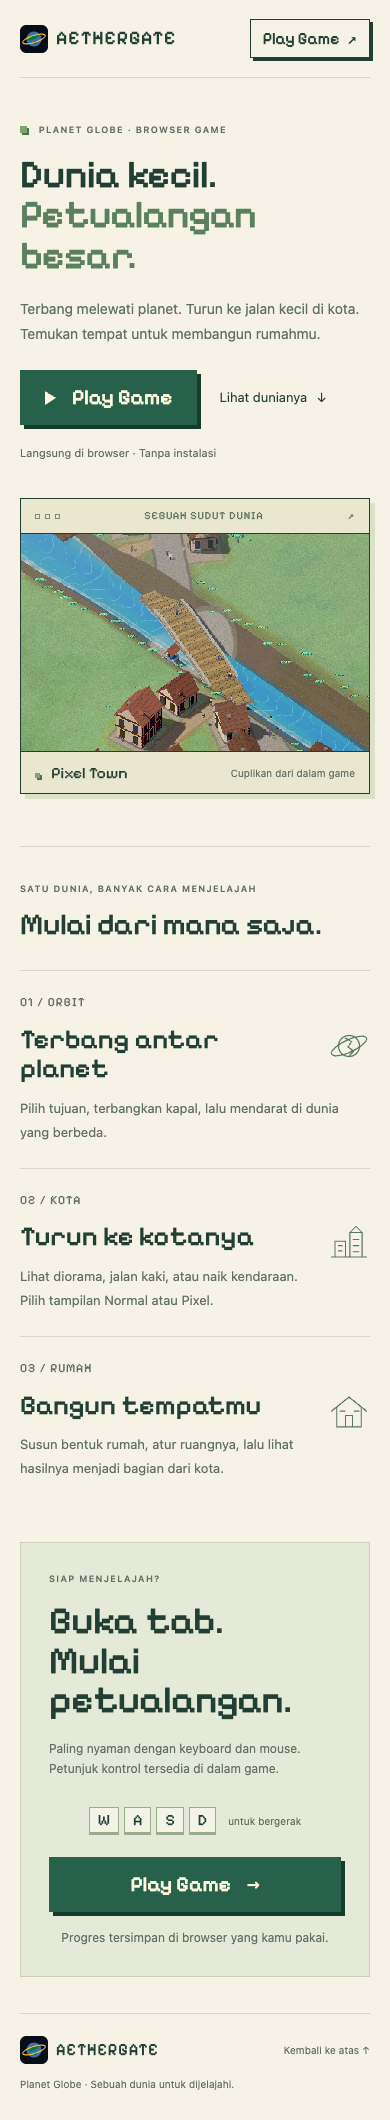 AETHERGATE
Play Game ↗
PLANET GLOBE · BROWSER GAME
Dunia kecil.
Petualangan
besar.
Terbang melewati planet. Turun ke jalan kecil di kota.
Temukan tempat untuk membangun rumahmu.
Play Game
Lihat dunianya ↓
Langsung di browser · Tanpa instalasi
SEBUAH SUDUT DUNIA ↗
Pixel Town
Cuplikan dari dalam game
SATU DUNIA, BANYAK CARA MENJELAJAH
Mulai dari mana saja.
01 / ORBIT
Terbang antar
planet
Pilih tujuan, terbangkan kapal, lalu mendarat di dunia
yang berbeda.
02 / KOTA
Turun ke kotanya
Lihat diorama, jalan kaki, atau naik kendaraan.
Pilih tampilan Normal atau Pixel.
03 / RUMAH
Bangun tempatmu
Susun bentuk rumah, atur ruangnya, lalu lihat
hasilnya menjadi bagian dari kota.
SIAP MENJELAJAH?
Buka tab.
Mulai
petualangan.
Paling nyaman dengan keyboard dan mouse.
Petunjuk kontrol tersedia di dalam game.
W A S D untuk bergerak
Play Game →
Progres tersimpan di browser yang kamu pakai.
AETHERGATE
Kembali ke atas ↑
Planet Globe · Sebuah dunia untuk dijelajahi.